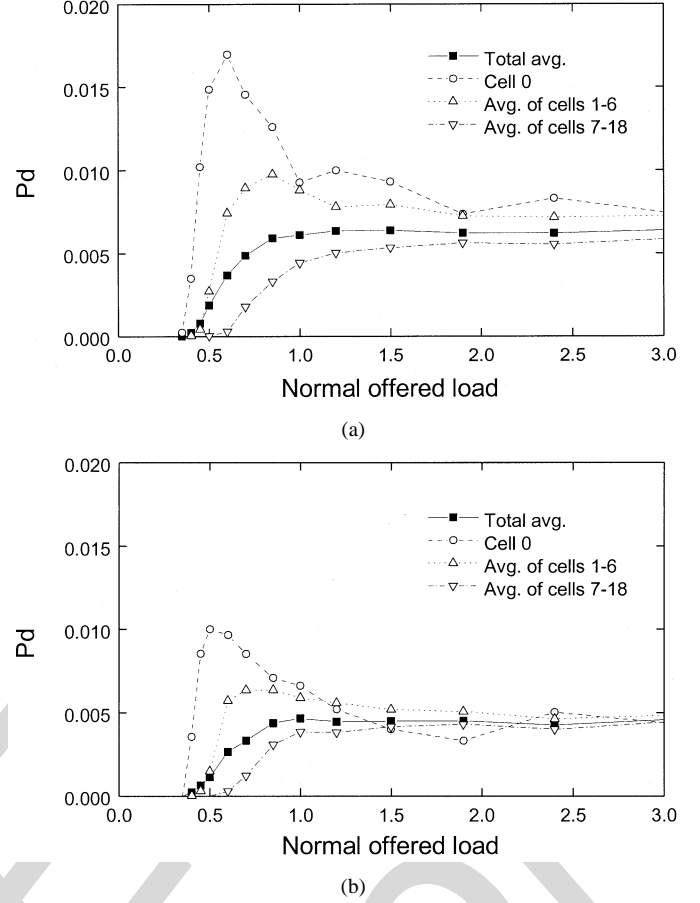 0.020
0.015
0.010
0.005
0.000
Pd
Total avg.
Cell 0
Avg. of cells 1-6
Avg. of cells 7-18
0.0 0.5 1.0 1.5 2.0 2.5 3.0
Normal offered load
(a)
0.020
0.015
0.010
0.005
0.000
Pd
Total avg.
Cell 0
Avg. of cells 1-6
Avg. of cells 7-18
0.0 0.5 1.0 1.5 2.0 2.5 3.0
Normal offered load
(b)